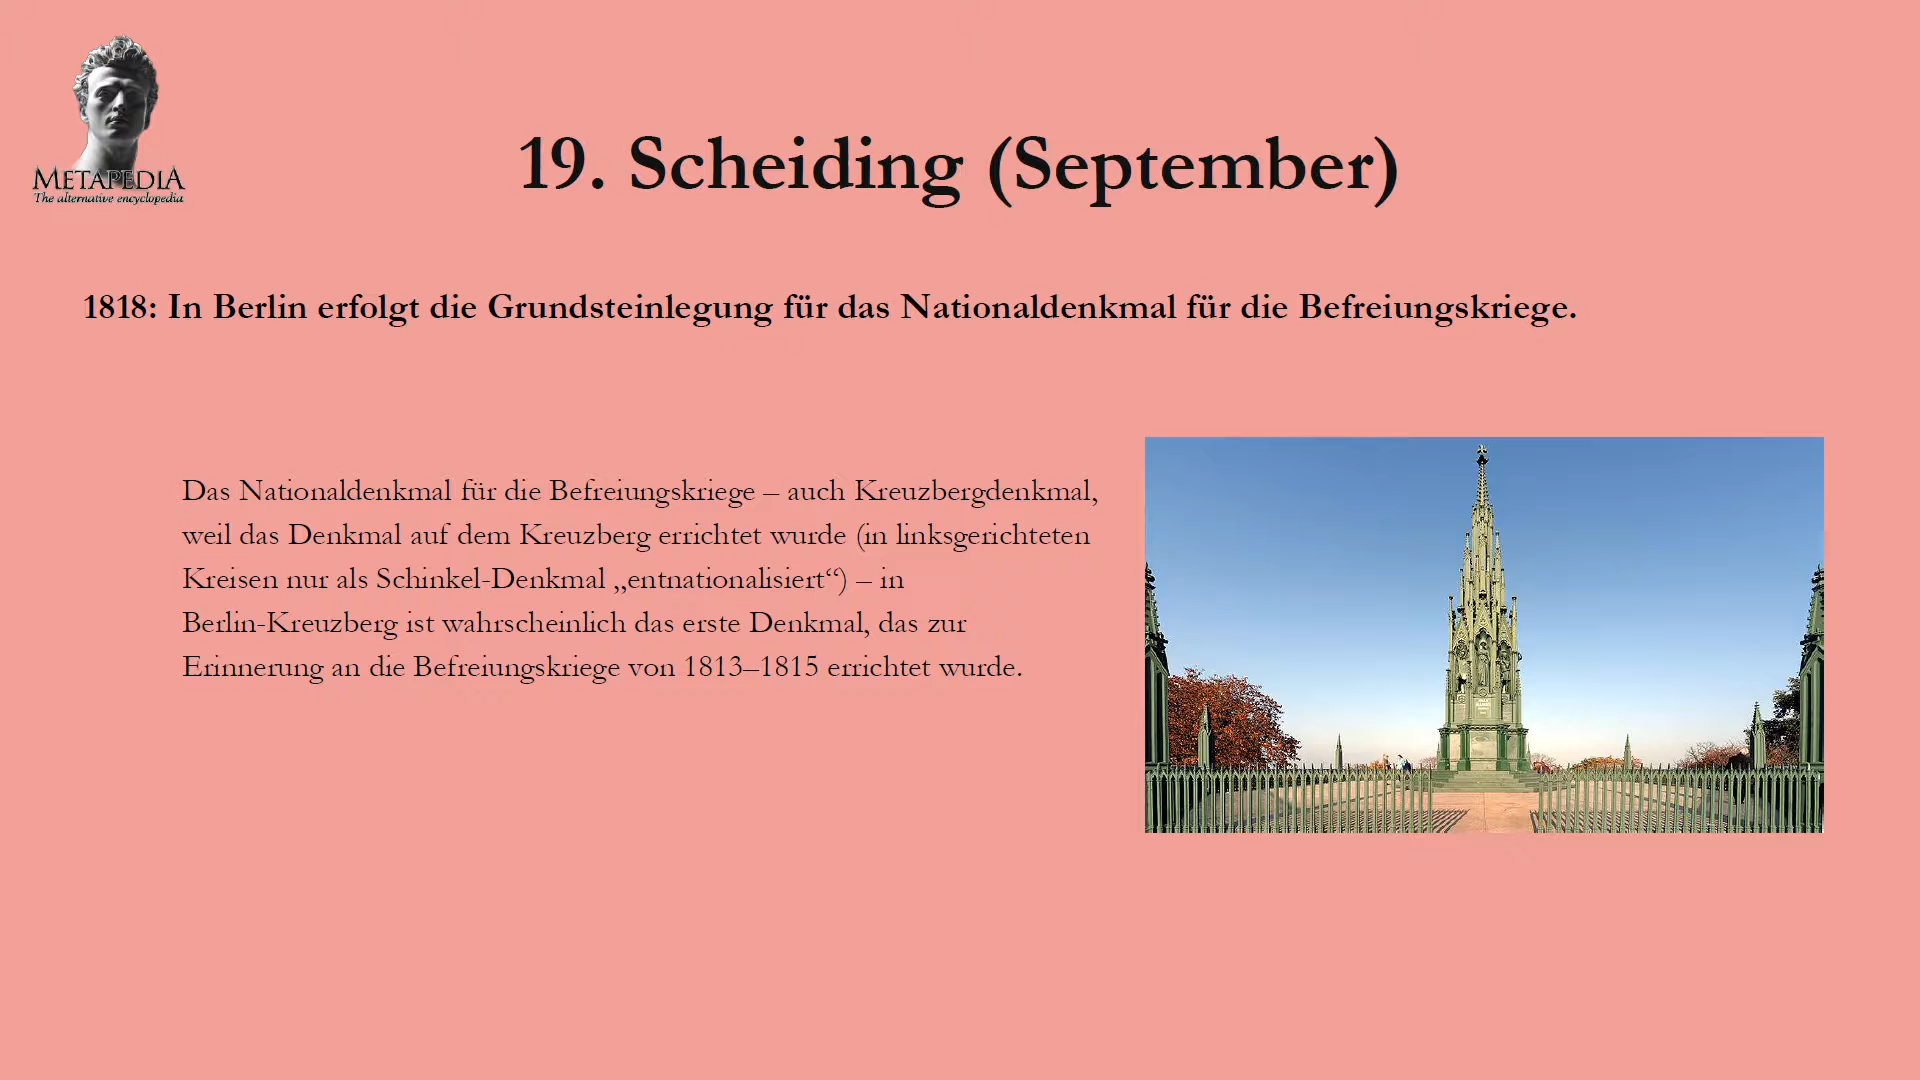 METAPEDIA
The alternative encyclopedia
19. Scheiding (September)
1818: In Berlin erfolgt die Grundsteinlegung für das Nationaldenkmal für die Befreiungskriege.
Das Nationaldenkmal für die Befreiungskriege – auch Kreuzbergdenkmal,
weil das Denkmal auf dem Kreuzberg errichtet wurde (in linksgerichteten
Kreisen nur als Schinkel-Denkmal „entnationalisiert“) – in
Berlin-Kreuzberg ist wahrscheinlich das erste Denkmal, das zur
Erinnerung an die Befreiungskriege von 1813–1815 errichtet wurde.